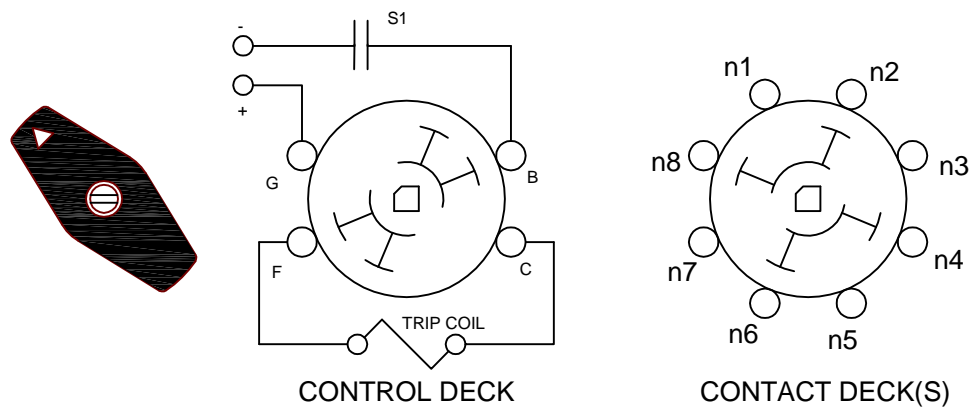 S1
-
+
G
B
F
C
TRIP COIL
CONTROL DECK
n1
n2
n3
n4
n5
n6
n7
n8
CONTACT DECK(S)